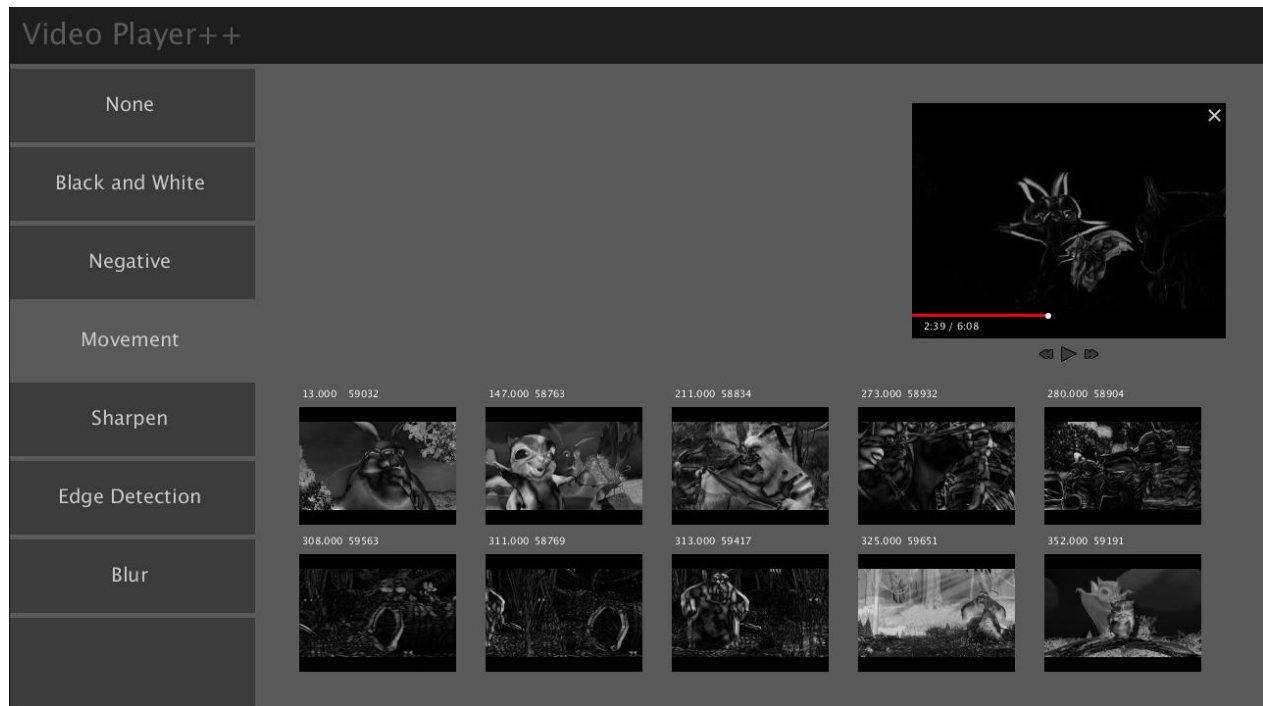 Video Player++
None
Black and White
Negative
Movement
Sharpen
Edge Detection
Blur
2:39 / 6:08
13.000 59032
147.000 58763
211.000 58834
273.000 58932
280.000 58904
308.000 59563
311.000 58769
313.000 59417
325.000 59651
352.000 59191